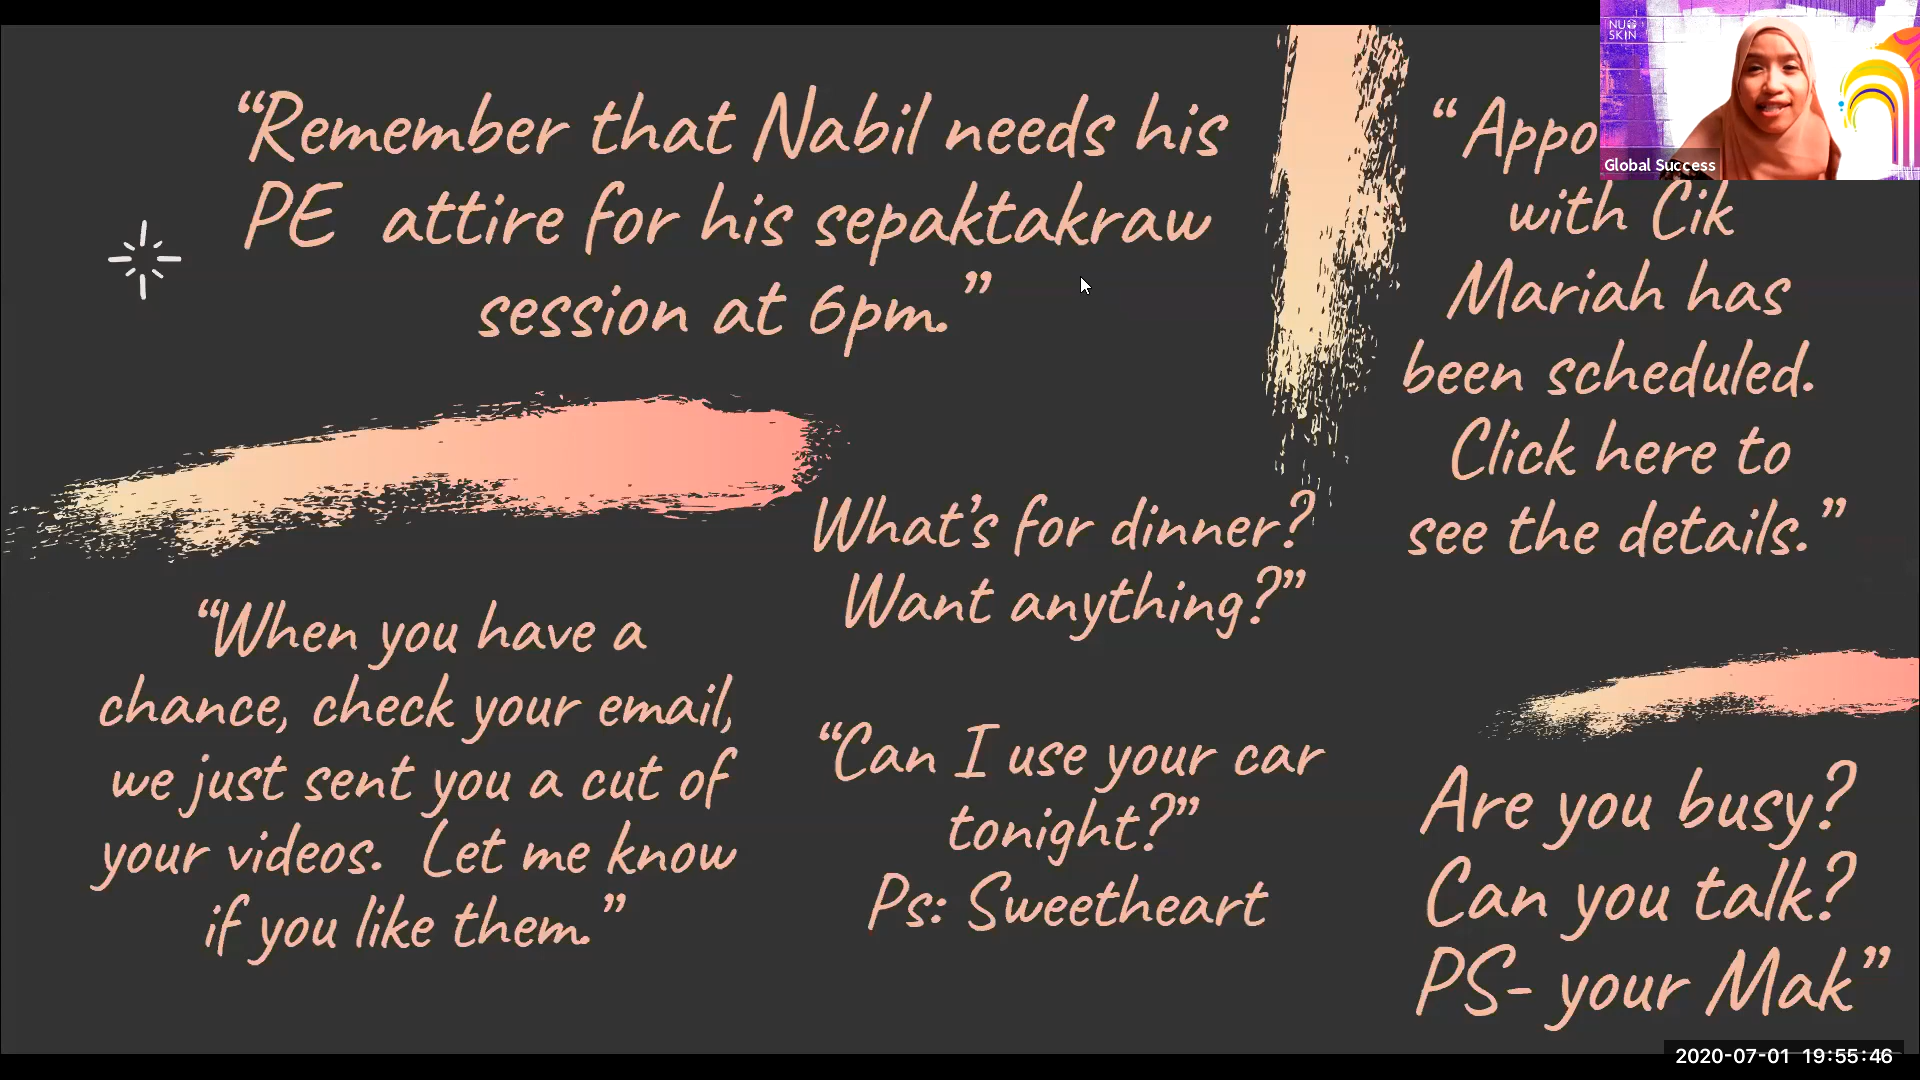 “Remember that Nabil needs his
PE attire for his sepaktakraw
session at 6pm.”
“When you have a
chance, check your email,
we just sent you a cut of
your videos. Let me know
if you like them.”
What's for dinner?
Want anything?”
“Can I use your car
tonight?”
Ps: Sweetheart
“Appo
with Cik
Mariah has
been scheduled.
Click here to
see the details.”
Are you busy?
Can you talk?
PS- your Mak”
NU
SKIN
Global Success
2020-07-01 19:55:46